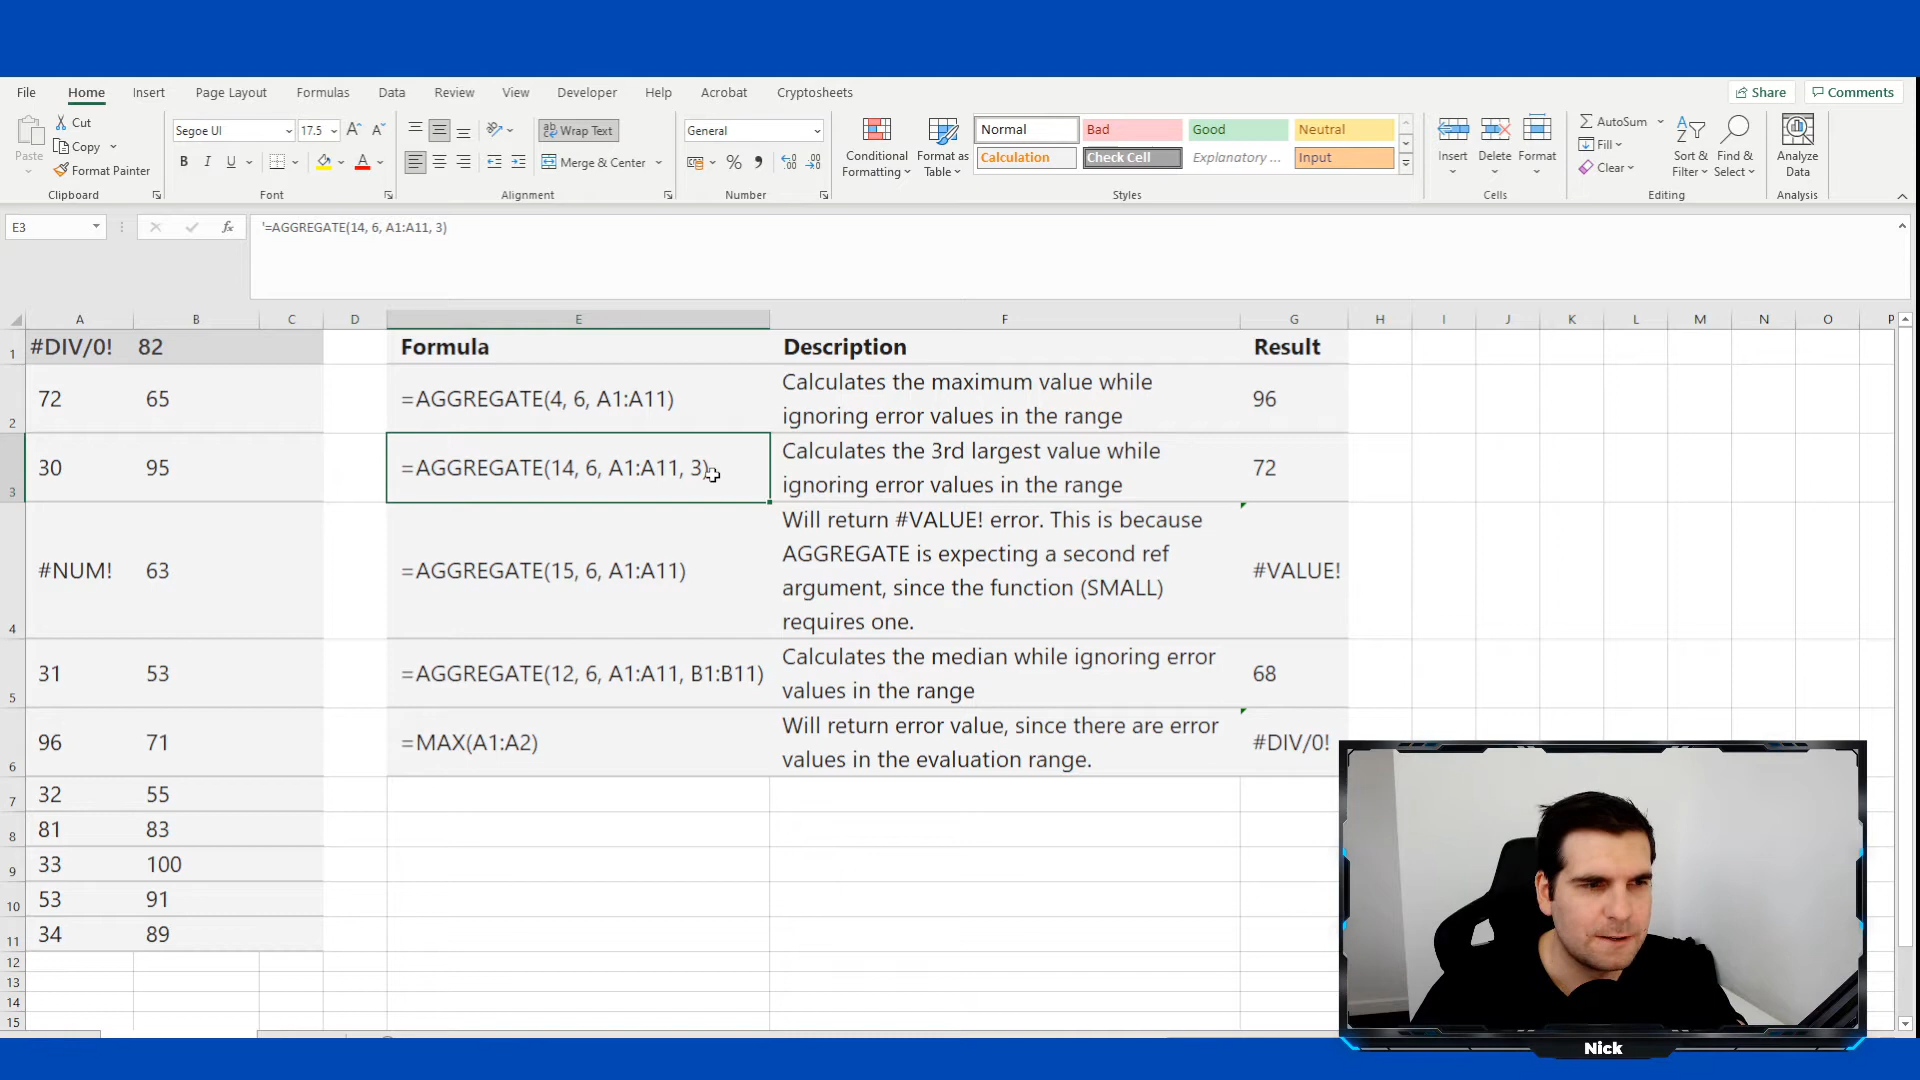 File Home Insert Page Layout Formulas Data Review View Developer Help Acrobat Cryptosheets Share Comments
Paste
Cut
Copy
Format Painter
Clipboard
Segoe UI 17.5 A A
B I U A
Font
ab Wrap Text
Merge & Center
Alignment
General
% ,
Number
Conditional
Formatting
Format as
Table
Normal Bad Good Neutral
Calculation Check Cell Explanatory ... Input
Styles
Insert Delete Format
Cells
AutoSum
Fill
Clear
Sort &
Filter
Find &
Select
Editing
Analyze
Data
Analysis
E3 fx '=AGGREGATE(14, 6, A1:A11, 3)
A B C D E F G H I J K L M N O P
1 #DIV/0! 82 Formula Description Result
2 72 65 =AGGREGATE(4, 6, A1:A11) Calculates the maximum value while
ignoring error values in the range 96
3 30 95 =AGGREGATE(14, 6, A1:A11, 3) Calculates the 3rd largest value while
ignoring error values in the range 72
4 #NUM! 63 =AGGREGATE(15, 6, A1:A11) Will return #VALUE! error. This is because
AGGREGATE is expecting a second ref
argument, since the function (SMALL)
requires one. #VALUE!
5 31 53 =AGGREGATE(12, 6, A1:A11, B1:B11) Calculates the median while ignoring error
values in the range 68
6 96 71 =MAX(A1:A2) Will return error value, since there are error
values in the evaluation range. #DIV/0!
7 32 55
8 81 83
9 33 100
10 53 91
11 34 89
12
13
14
15
Nick